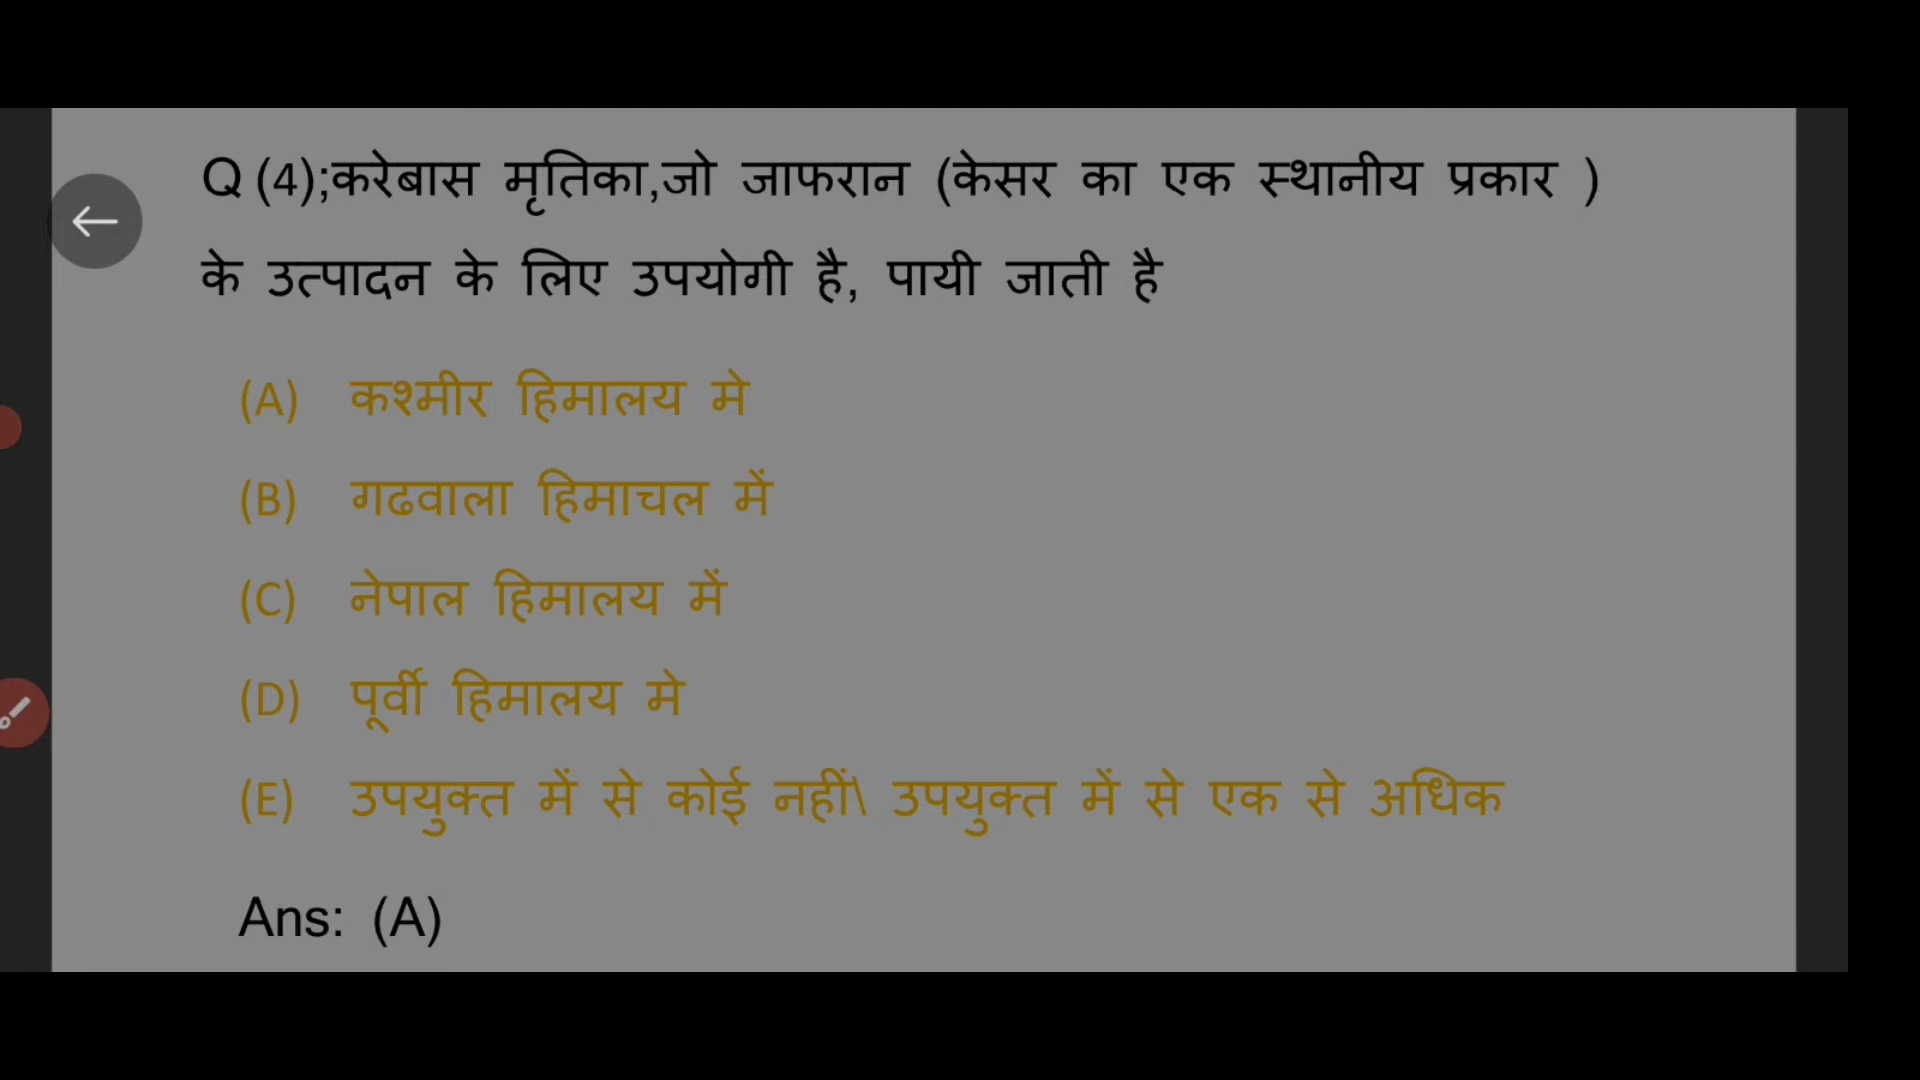 Q (4);करेबास मृतिका,जो जाफरान (केसर का एक स्थानीय प्रकार )
के उत्पादन के लिए उपयोगी है, पायी जाती है
(A) कश्मीर हिमालय मे
(B) गढवाला हिमाचल में
(C) नेपाल हिमालय में
(D) पूर्वी हिमालय मे
(E) उपयुक्त में से कोई नहीं\ उपयुक्त में से एक से अधिक
Ans: (A)